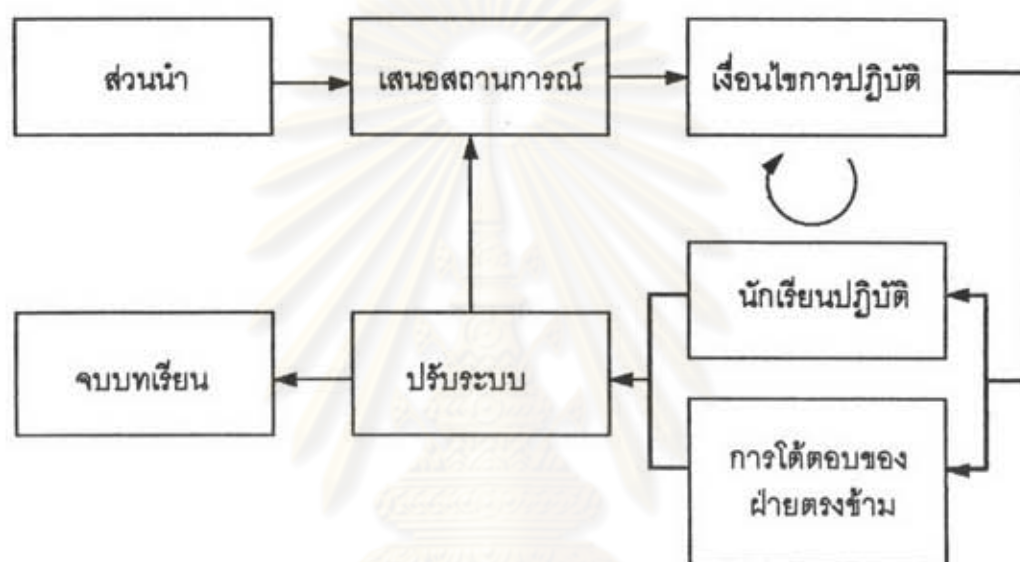 ส่วนนำ
เสนอสถานการณ์
เงื่อนไขการปฏิบัติ
นักเรียนปฏิบัติ
จบบทเรียน
ปรับระบบ
การโต้ตอบของ
ฝ่ายตรงข้าม